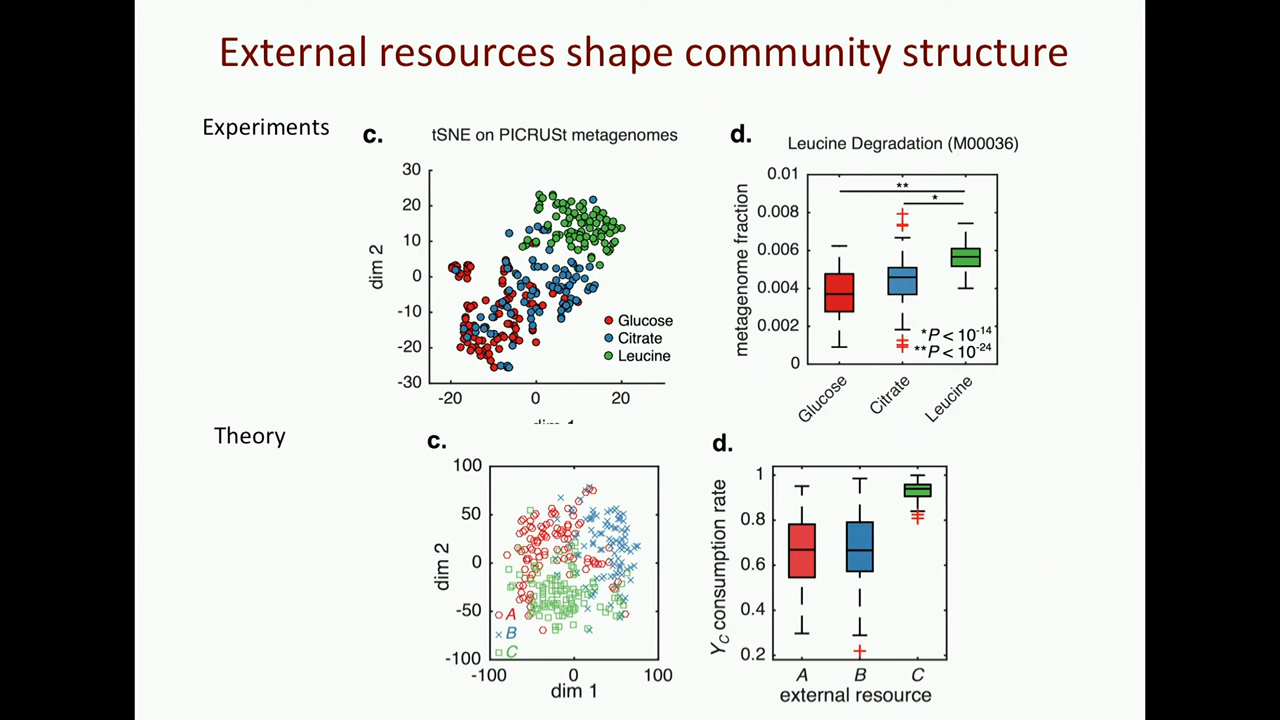 External resources shape community structure
Experiments
c.
tSNE on PICRUSt metagenomes
30
20
10
0
-10
-20
-30
dim 2
-20
0
20
Glucose
Citrate
Leucine
dim 1
d.
Leucine Degradation (M00036)
0.01
0.008
0.006
0.004
0.002
0
metagenome fraction
**
*
*P < 10-14
**P < 10-24
Glucose
Citrate
Leucine
Theory
c.
100
50
0
-50
-100
dim 2
A
B
C
-100
0
100
dim 1
d.
1
0.8
0.6
0.4
0.2
YC consumption rate
A
B
C
external resource